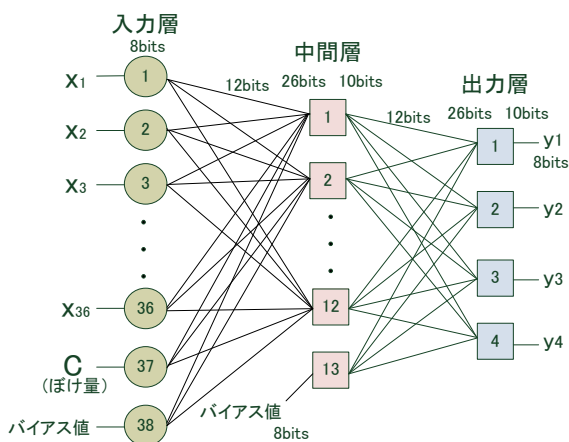 入力層
8bits
中間層
出力層
x1
1
12bits
26bits 10bits
12bits
26bits 10bits
x2
2
1
1
y1
8bits
x3
3
2
2
y2
・
・
・
・
・
・
3
y3
x36
36
12
4
y4
C
(ぼけ量)
37
13
バイアス値
38
バイアス値
8bits